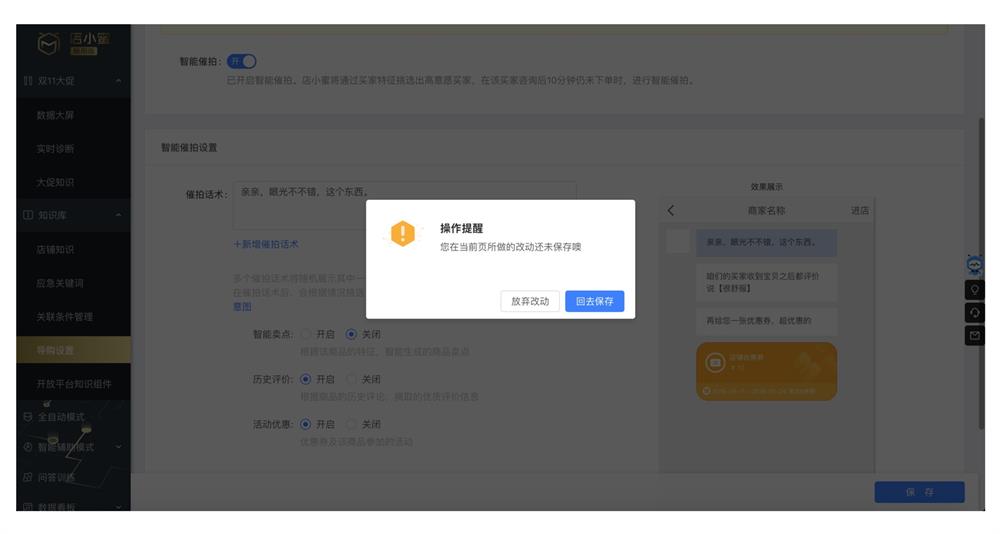 店小蜜
双11大促
数据大屏
实时诊断
大促知识
知识库
店铺知识
应急关键词
关联条件管理
导购设置
开放平台知识组件
全自动模式
智能辅助模式
问答训练
数据看板
智能催拍：
开
已开启智能催拍，店小蜜将通过买家特征挑选出高意愿买家，在该买家咨询后10分钟仍未下单时，进行智能催拍。
智能催拍设置
催拍话术：
亲亲，眼光不不错，这个东西。
＋新增催拍话术
多个催拍话术将随机展示其中一
在催拍话术后，会根据情况挑选
意图
智能卖点：
开启
关闭
根据该商品的特征，智能生成的商品卖点
历史评价:
开启
关闭
根据商品的历史评论，摘取的优质评价信息
活动优惠:
开启
关闭
优惠券及该商品参加的活动
操作提醒
您在当前页所做的改动还未保存噢
放弃改动
回去保存
效果展示
商家名称
进店
亲亲，眼光不不错，这个东西。
咱们的买家收到宝贝之后都评价
说【很舒服】
再给您一张优惠券，超优惠的
店铺优惠券
保 存